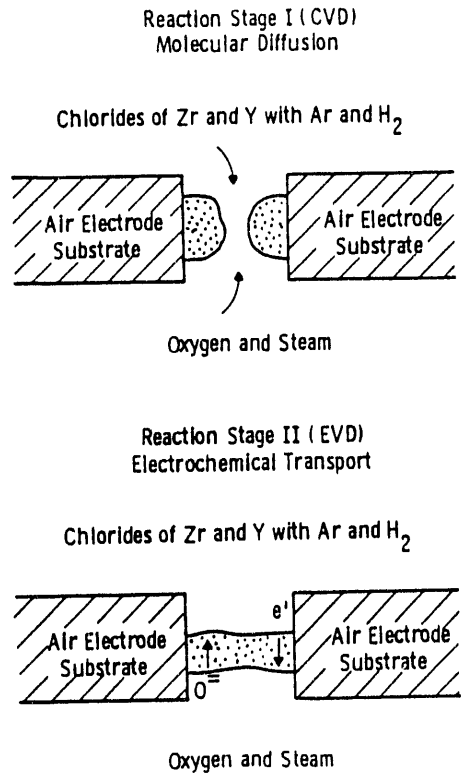 Reaction Stage I (CVD)
Molecular Diffusion
Chlorides of Zr and Y with Ar and H2
Air Electrode
Substrate
Air Electrode
Substrate
Oxygen and Steam
Reaction Stage II (EVD)
Electrochemical Transport
Chlorides of Zr and Y with Ar and H2
e'
Air Electrode
Substrate
Air Electrode
Substrate
O=
Oxygen and Steam